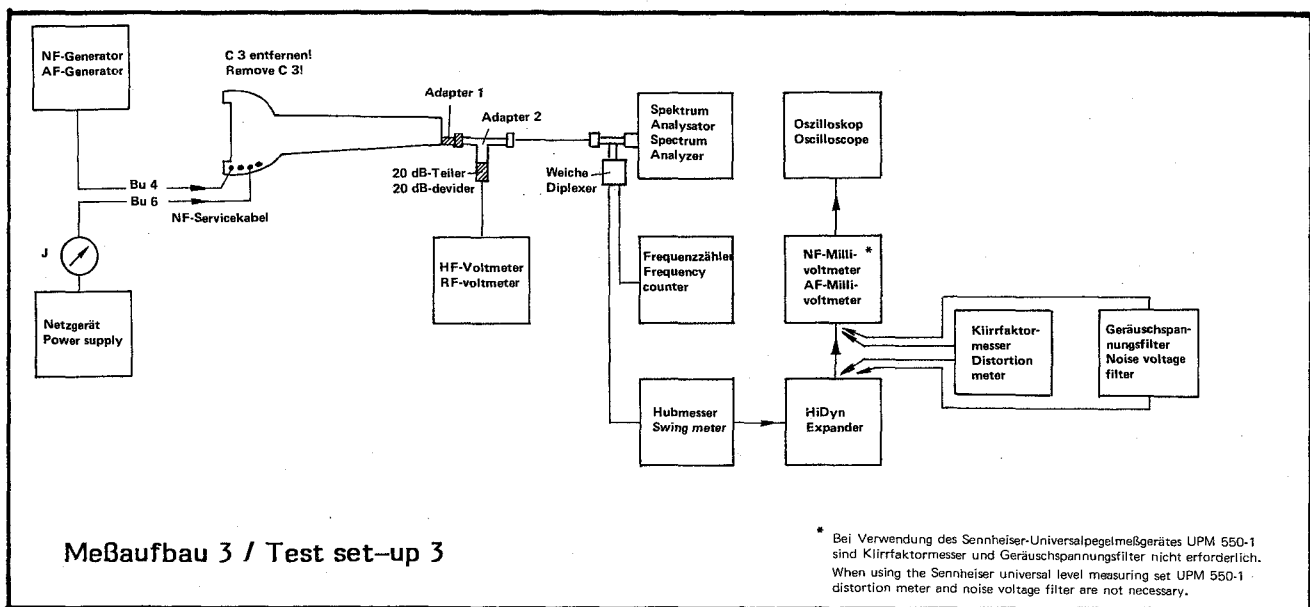 NF-Generator
AF-Generator
C 3 entfernen!
Remove C 3!
Adapter 1
Adapter 2
20 dB-Teiler
20 dB-devider
Bu 4
Bu 6
NF-Servicekabel
J
Netzgerät
Power supply
HF-Voltmeter
RF-voltmeter
Spektrum
Analysator
Spectrum
Analyzer
Weiche
Diplexer
Frequenzzähler
Frequency
counter
Hubmesser
Swing meter
Oszilloskop
Oscilloscope
NF-Milli- *
voltmeter
AF-Milli-
voltmeter
HiDyn
Expander
Klirrfaktor-
messer
Distortion
meter
Geräuschspan-
nungsfilter
Noise voltage
filter
Meßaufbau 3 / Test set-up 3
* Bei Verwendung des Sennheiser-Universalpegelmeßgerätes UPM 550-1
sind Klirrfaktormesser und Geräuschspannungsfilter nicht erforderlich.
When using the Sennheiser universal level measuring set UPM 550-1
distortion meter and noise voltage filter are not necessary.